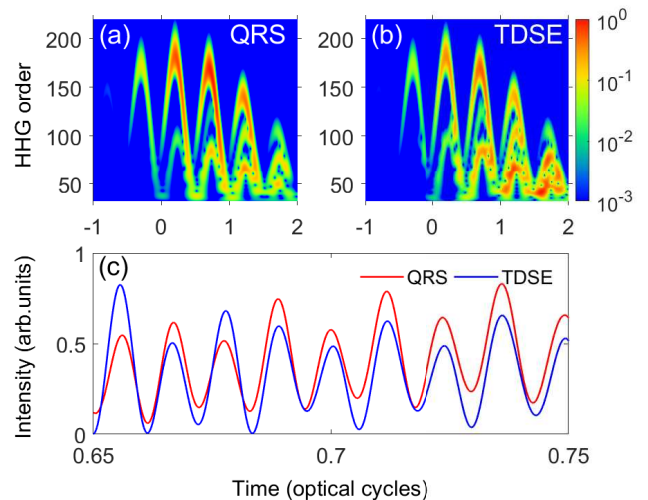 (a) QRS
(b) TDSE
HHG order
200
150
100
50
-1 0 1 2
-1 0 1 2
10^0
10^-1
10^-2
10^-3
(c)
QRS TDSE
Intensity (arb.units)
1
0.5
0
0.65 0.7 0.75
Time (optical cycles)